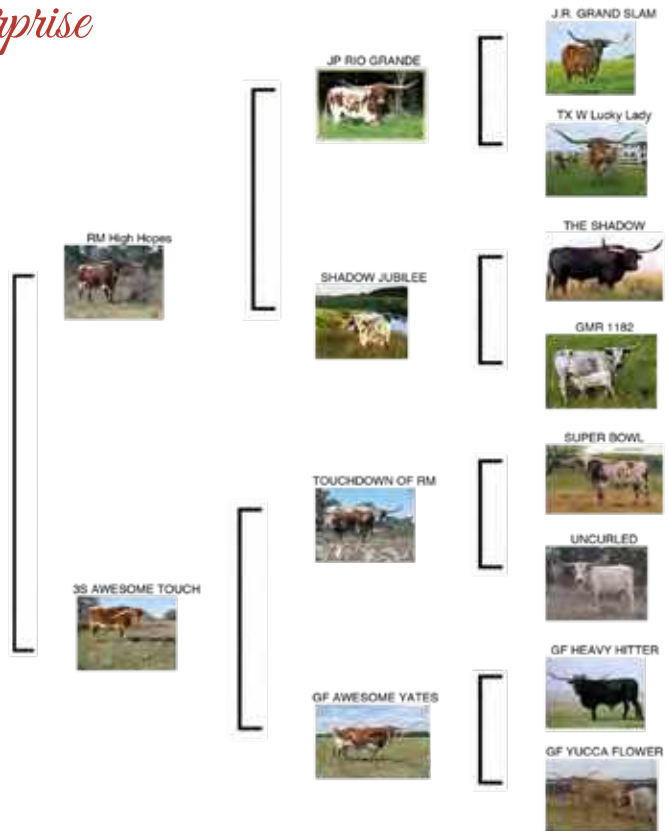 J.R. GRAND SLAM
JP RIO GRANDE
TX W Lucky Lady
RM High Hopes
THE SHADOW
SHADOW JUBILEE
GMR 1182
SUPER BOWL
TOUCHDOWN OF RM
UNCURLED
3S AWESOME TOUCH
GF HEAVY HITTER
GF AWESOME YATES
GF YUCCA FLOWER